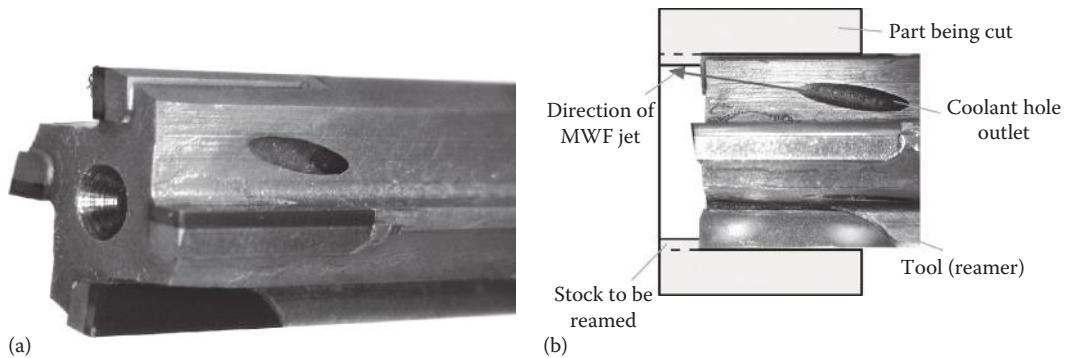 (a)
(b)
Part being cut
Direction of
MWF jet
Coolant hole
outlet
Stock to be
reamed
Tool (reamer)